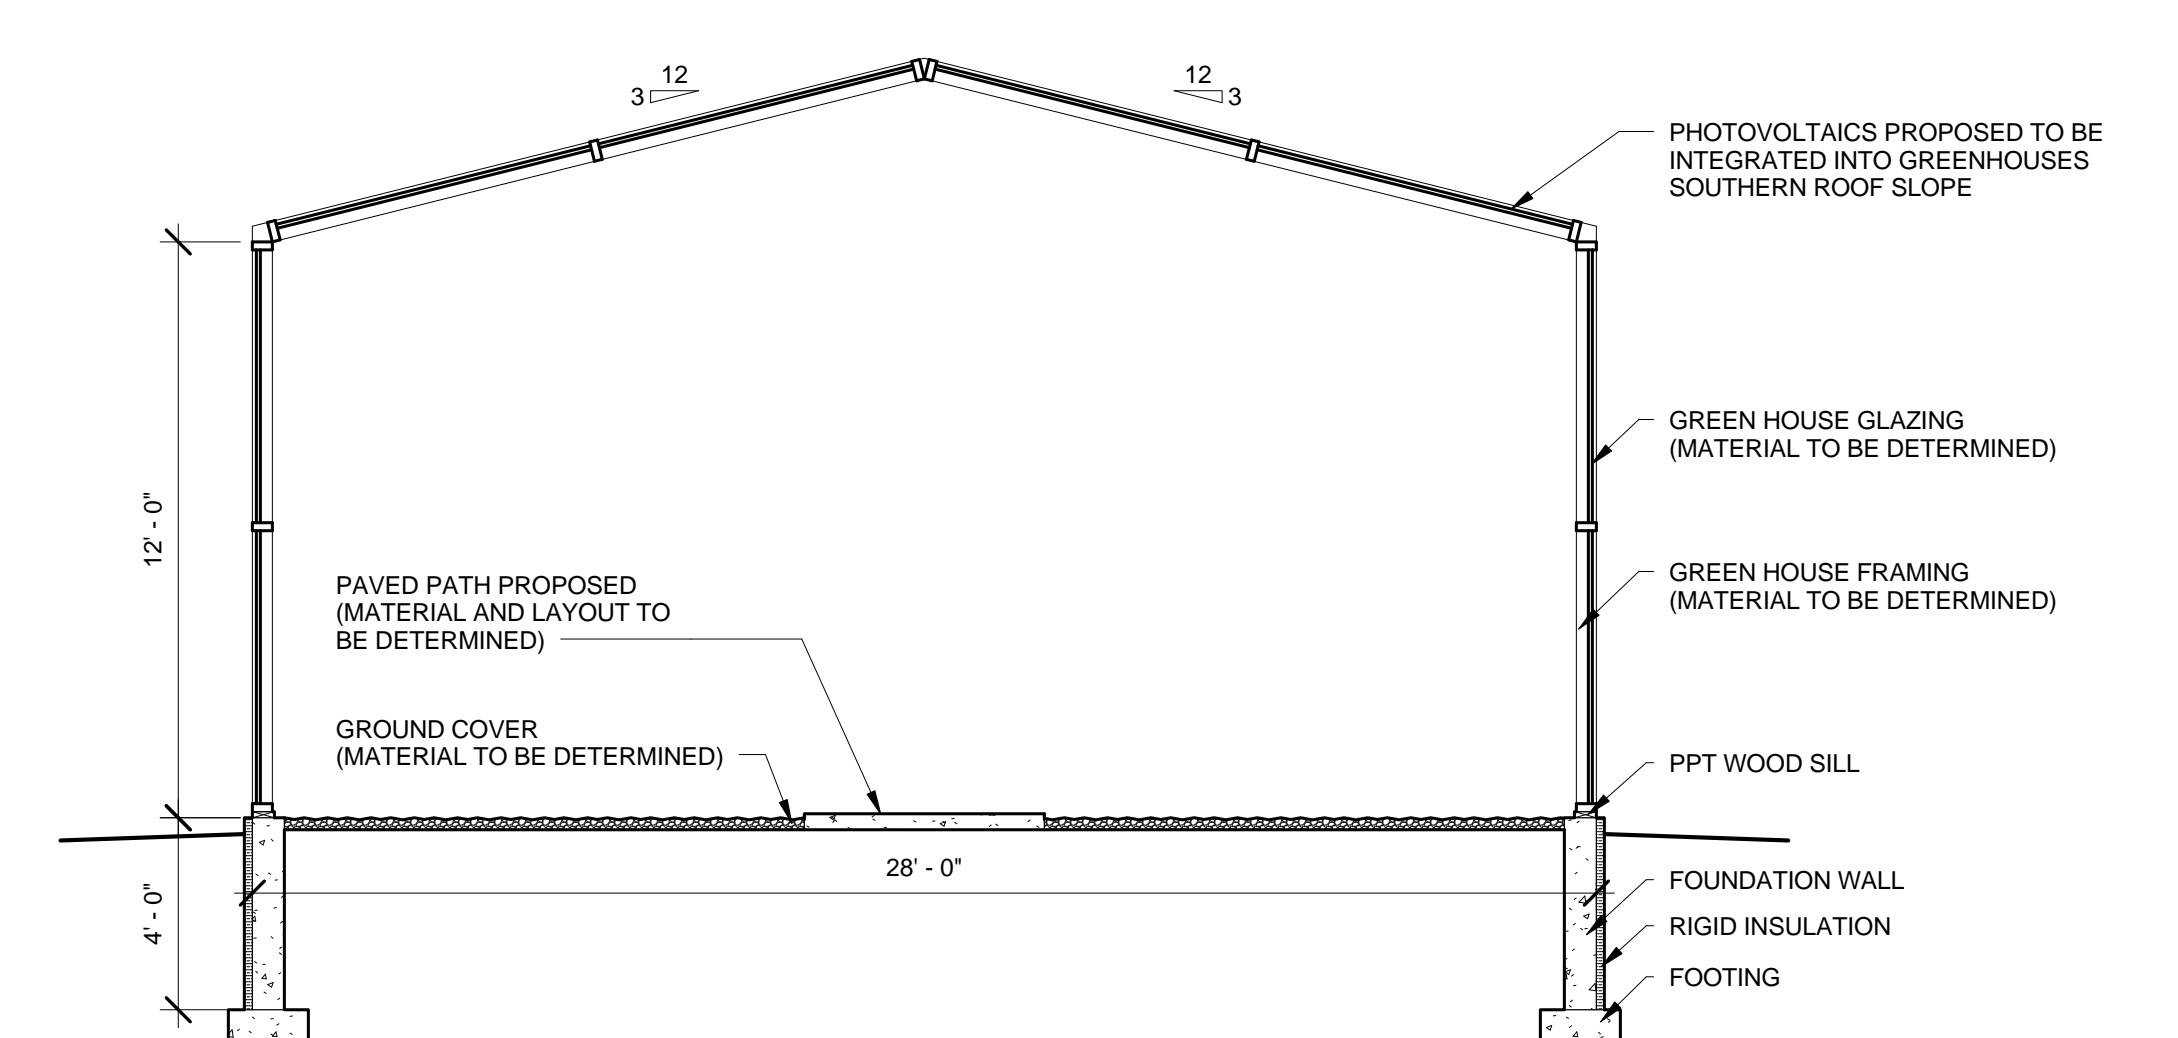 12
3
12
3
PHOTOVOLTAICS PROPOSED TO BE
INTEGRATED INTO GREENHOUSES
SOUTHERN ROOF SLOPE
GREEN HOUSE GLAZING
(MATERIAL TO BE DETERMINED)
12' - 0"
GREEN HOUSE FRAMING
(MATERIAL TO BE DETERMINED)
PAVED PATH PROPOSED
(MATERIAL AND LAYOUT TO
BE DETERMINED)
GROUND COVER
(MATERIAL TO BE DETERMINED)
PPT WOOD SILL
28' - 0"
4' - 0"
FOUNDATION WALL
RIGID INSULATION
FOOTING